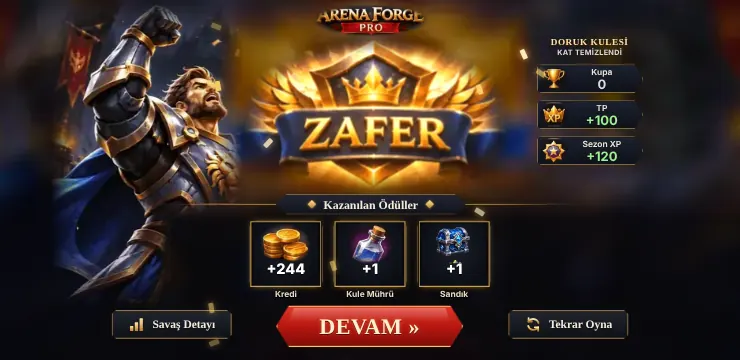 ARENA FORGE
PRO
ZAFER
DORUK KULESİ
KAT TEMİZLENDİ
Kupa
0
XP
TP
+100
Sezon XP
+120
Kazanılan Ödüller
+244
Kredi
+1
Kule Mührü
+1
Sandık
Savaş Detayı
DEVAM »
Tekrar Oyna